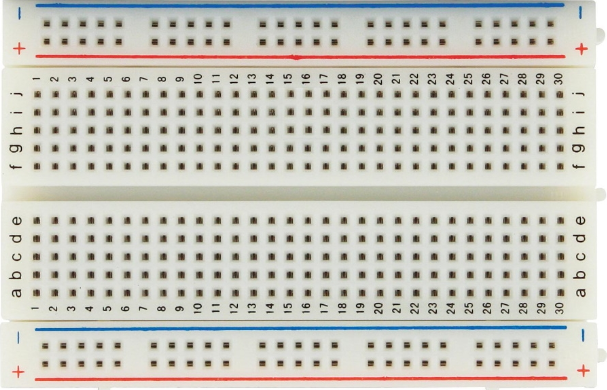 − −
+ +
1 2 3 4 5 6 7 8 9 10 11 12 13 14 15 16 17 18 19 20 21 22 23 24 25 26 27 28 29 30
j j
i i
h h
g g
f f
e e
d d
c c
b b
a a
1 2 3 4 5 6 7 8 9 10 11 12 13 14 15 16 17 18 19 20 21 22 23 24 25 26 27 28 29 30
− −
+ +